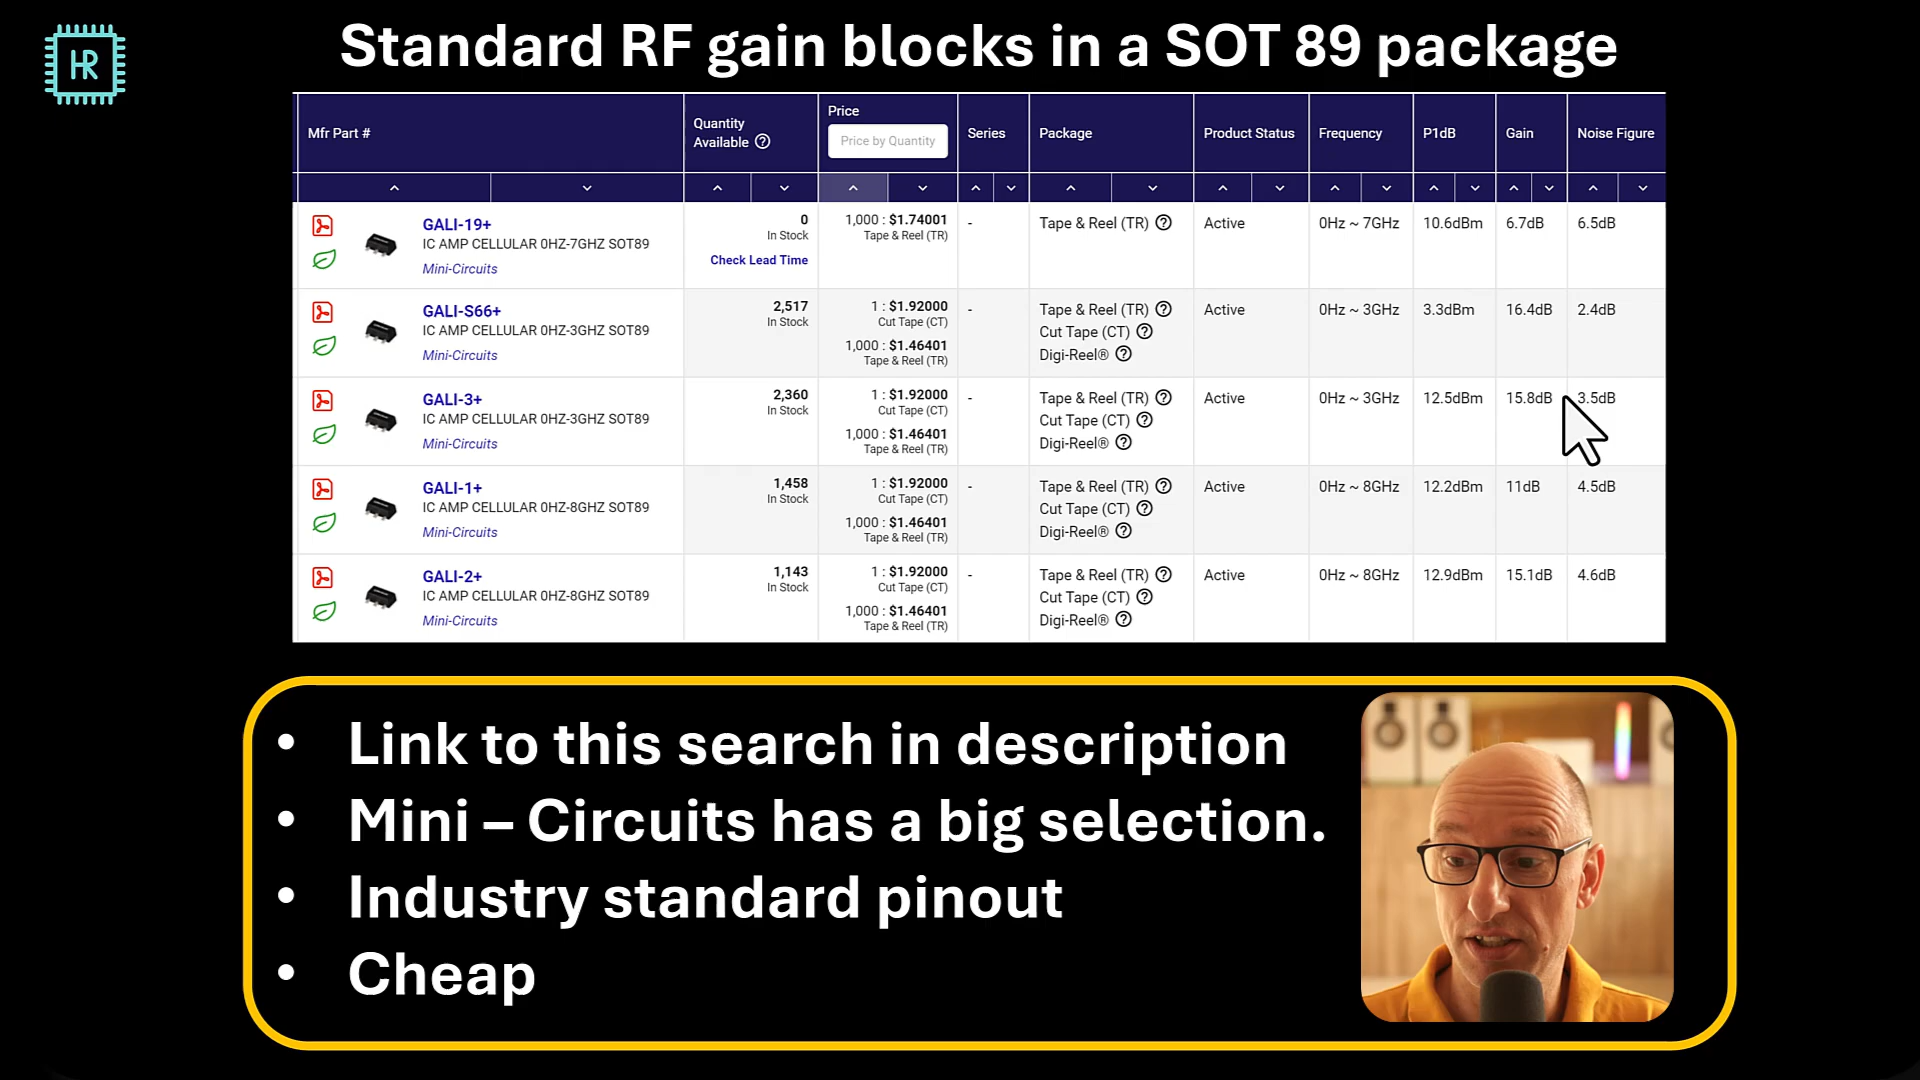 HR
Standard RF gain blocks in a SOT 89 package
Mfr Part # Quantity Available Price Price by Quantity Series Package Product Status Frequency P1dB Gain Noise Figure
GALI-19+
IC AMP CELLULAR 0HZ-7GHZ SOT89
Mini-Circuits
0
In Stock
Check Lead Time
1,000 : $1.74001
Tape & Reel (TR)
-
Tape & Reel (TR)
Active
0Hz ~ 7GHz
10.6dBm
6.7dB
6.5dB
GALI-S66+
IC AMP CELLULAR 0HZ-3GHZ SOT89
Mini-Circuits
2,517
In Stock
1 : $1.92000
Cut Tape (CT)
1,000 : $1.46401
Tape & Reel (TR)
-
Tape & Reel (TR)
Cut Tape (CT)
Digi-Reel®
Active
0Hz ~ 3GHz
3.3dBm
16.4dB
2.4dB
GALI-3+
IC AMP CELLULAR 0HZ-3GHZ SOT89
Mini-Circuits
2,360
In Stock
1 : $1.92000
Cut Tape (CT)
1,000 : $1.46401
Tape & Reel (TR)
-
Tape & Reel (TR)
Cut Tape (CT)
Digi-Reel®
Active
0Hz ~ 3GHz
12.5dBm
15.8dB
3.5dB
GALI-1+
IC AMP CELLULAR 0HZ-8GHZ SOT89
Mini-Circuits
1,458
In Stock
1 : $1.92000
Cut Tape (CT)
1,000 : $1.46401
Tape & Reel (TR)
-
Tape & Reel (TR)
Cut Tape (CT)
Digi-Reel®
Active
0Hz ~ 8GHz
12.2dBm
11dB
4.5dB
GALI-2+
IC AMP CELLULAR 0HZ-8GHZ SOT89
Mini-Circuits
1,143
In Stock
1 : $1.92000
Cut Tape (CT)
1,000 : $1.46401
Tape & Reel (TR)
-
Tape & Reel (TR)
Cut Tape (CT)
Digi-Reel®
Active
0Hz ~ 8GHz
12.9dBm
15.1dB
4.6dB
• Link to this search in description
• Mini – Circuits has a big selection.
• Industry standard pinout
• Cheap